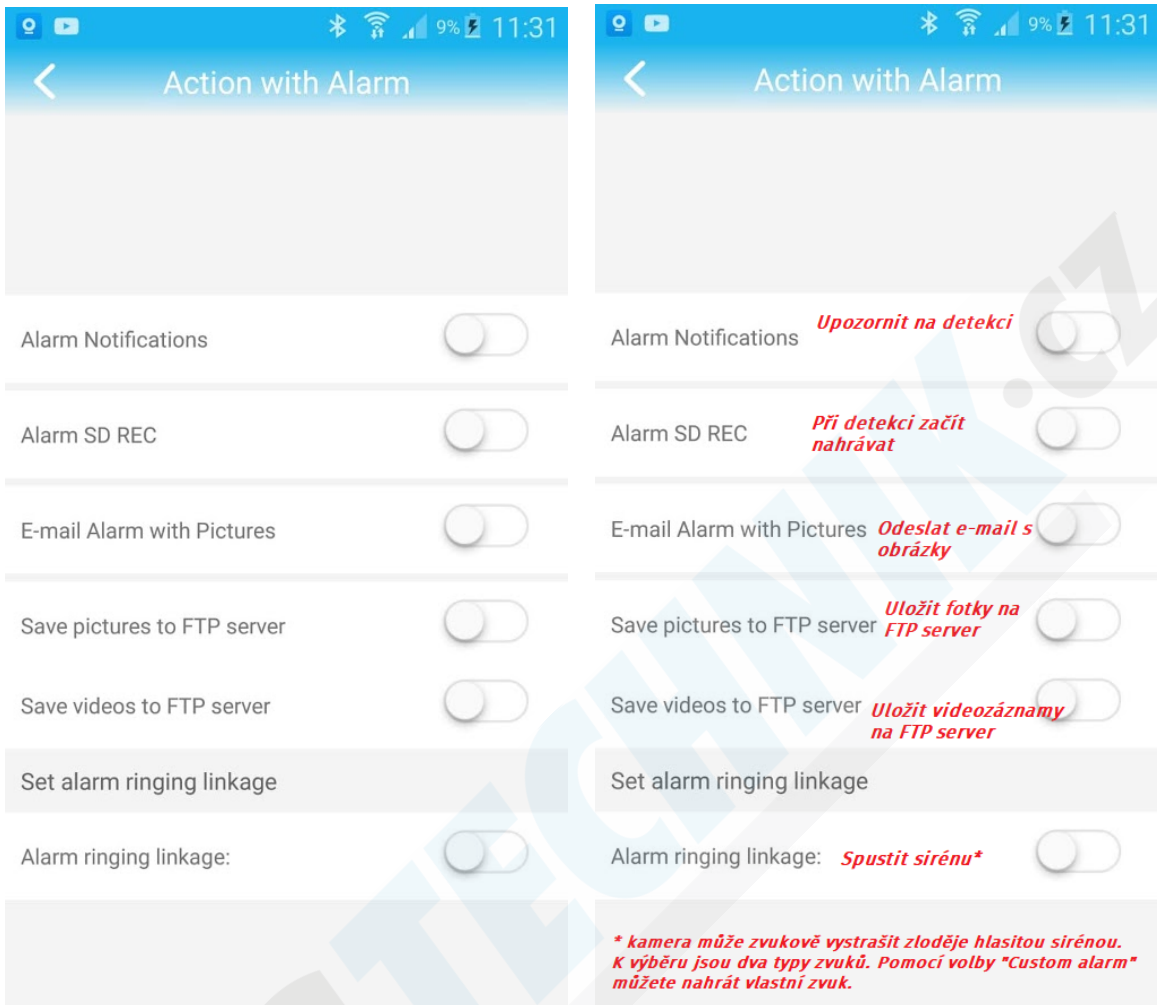 9% 11:31
Action with Alarm
Alarm Notifications
Alarm SD REC
E-mail Alarm with Pictures
Save pictures to FTP server
Save videos to FTP server
Set alarm ringing linkage
Alarm ringing linkage:
9% 11:31
Action with Alarm
Alarm Notifications
Upozornit na detekci
Alarm SD REC
Při detekci začít
nahrávat
E-mail Alarm with Pictures
Odeslat e-mail s
obrázky
Save pictures to FTP server
Uložit fotky na
FTP server
Save videos to FTP server
Uložit videozáznamy
na FTP server
Set alarm ringing linkage
Alarm ringing linkage:
Spustit sirénu*
* kamera může zvukově vystrašit zloděje hlasitou sirénou.
K výběru jsou dva typy zvuků. Pomocí volby "Custom alarm"
můžete nahrát vlastní zvuk.
TECHNIK.cz